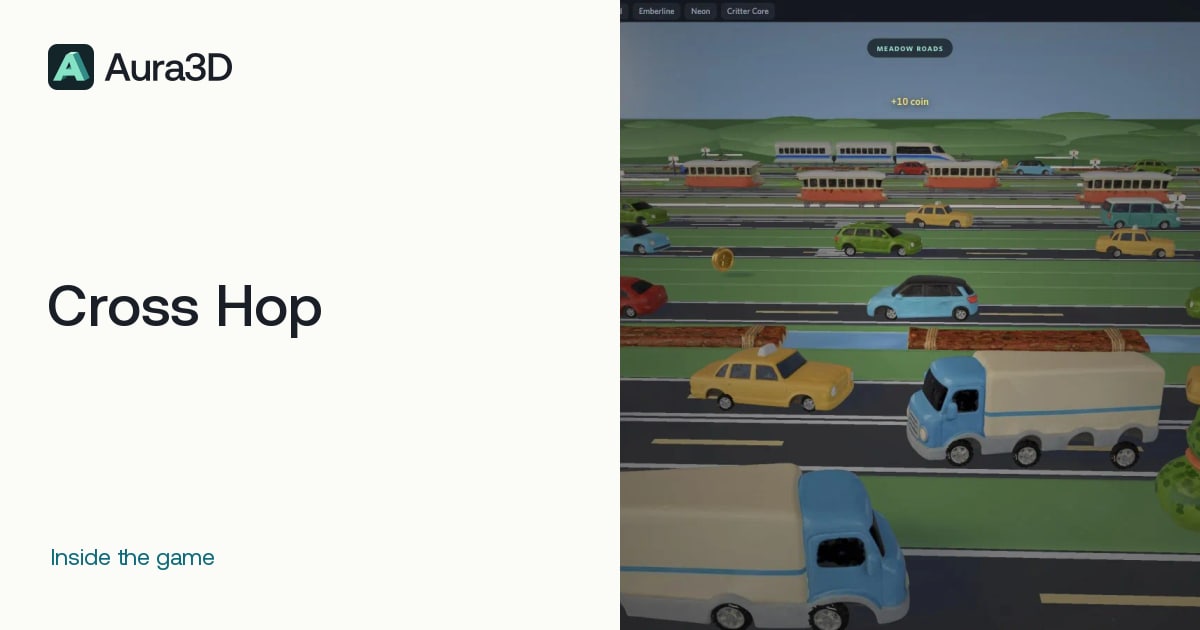 Aura3D
Cross Hop
Inside the game
Emberline Neon Critter Core
MEADOW ROADS
+10 coin